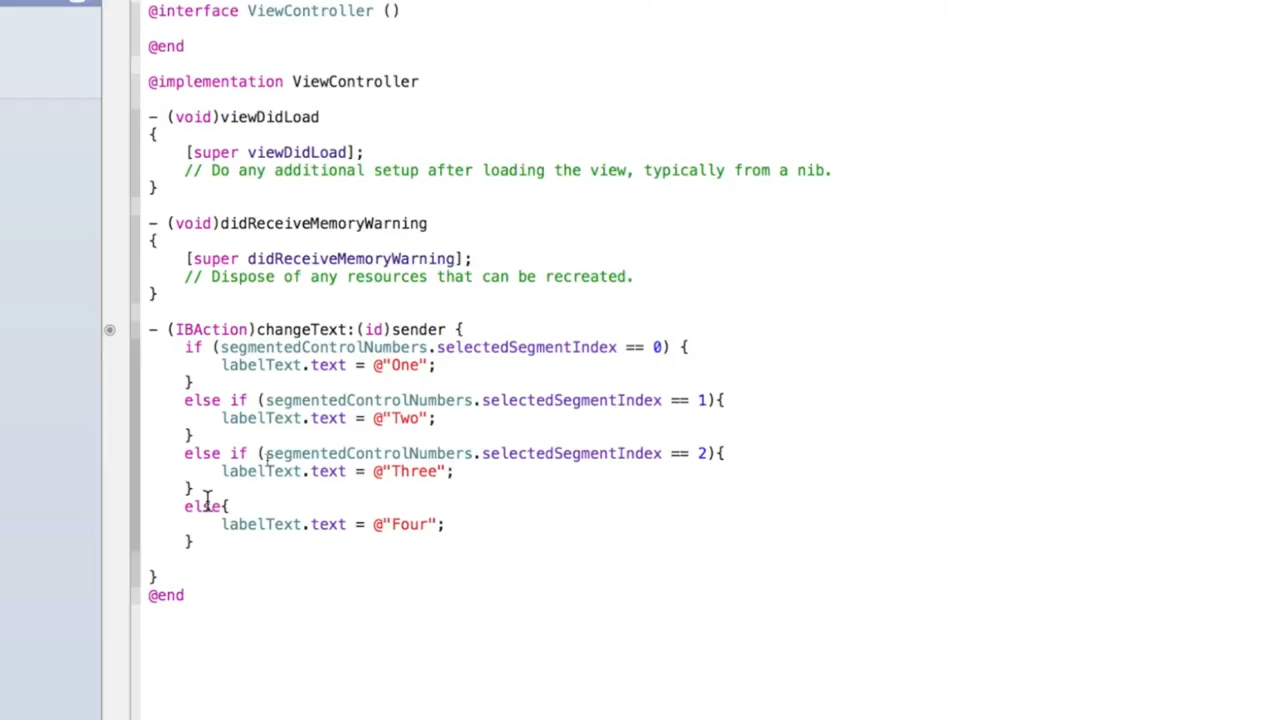 @interface ViewController ()
@end
@implementation ViewController
- (void)viewDidLoad
{
[super viewDidLoad];
// Do any additional setup after loading the view, typically from a nib.
}
- (void)didReceiveMemoryWarning
{
[super didReceiveMemoryWarning];
// Dispose of any resources that can be recreated.
}
- (IBAction)changeText:(id)sender {
if (segmentedControlNumbers.selectedSegmentIndex == 0) {
labelText.text = @"One";
}
else if (segmentedControlNumbers.selectedSegmentIndex == 1){
labelText.text = @"Two";
}
else if (segmentedControlNumbers.selectedSegmentIndex == 2){
labelText.text = @"Three";
}
else{
labelText.text = @"Four";
}
}
@end